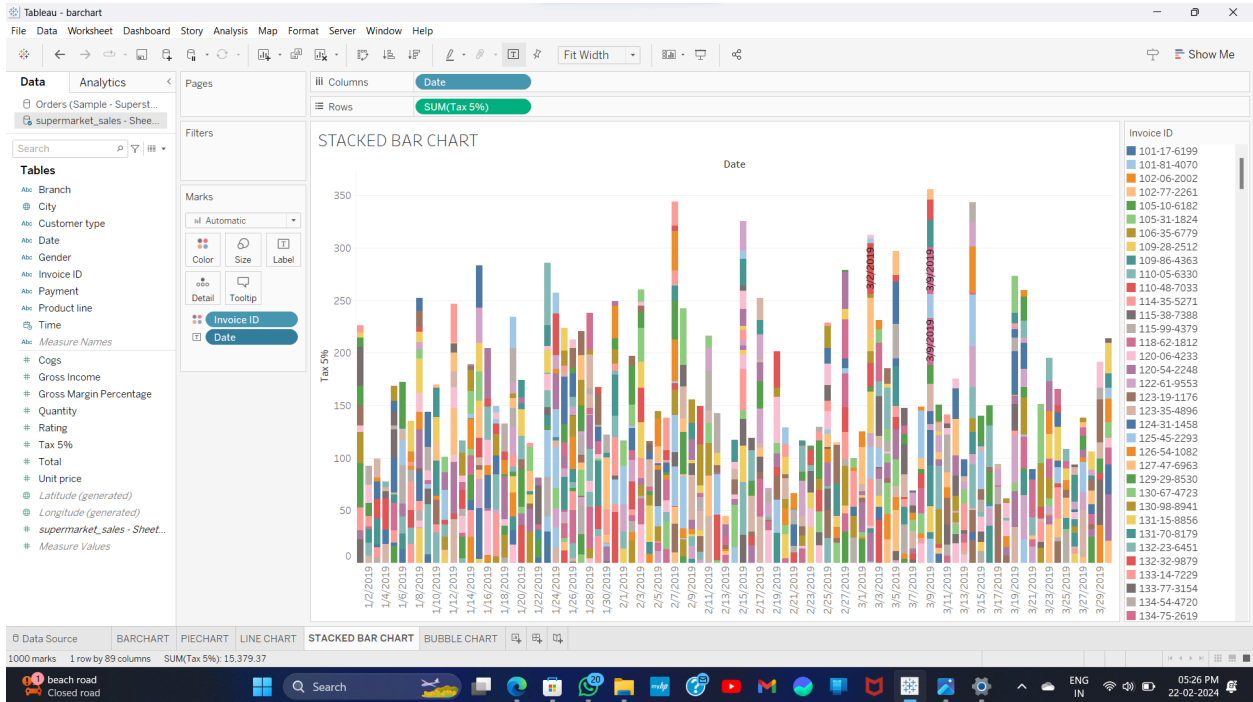 Tableau - barchart
File Data Worksheet Dashboard Story Analysis Map Format Server Window Help
Fit Width
Show Me
Data Analytics
Orders (Sample - Superst...
supermarket_sales - Shee...
Search
Tables
Abc Branch
City
Abc Customer type
Abc Date
Abc Gender
Abc Invoice ID
Abc Payment
Abc Product line
Time
Abc Measure Names
# Cogs
# Gross Income
# Gross Margin Percentage
# Quantity
# Rating
# Tax 5%
# Total
# Unit price
Latitude (generated)
Longitude (generated)
# supermarket_sales - Sheet...
# Measure Values
Pages
Filters
Marks
Automatic
Color Size Label
Detail Tooltip
Invoice ID
Date
Columns Date
Rows SUM(Tax 5%)
STACKED BAR CHART
Date
Tax 5%
350
300
250
200
150
100
50
0
3/2/2019
3/9/2019
3/9/2019
1/2/2019
1/4/2019
1/6/2019
1/8/2019
1/10/2019
1/12/2019
1/14/2019
1/16/2019
1/18/2019
1/20/2019
1/22/2019
1/24/2019
1/26/2019
1/28/2019
1/30/2019
2/1/2019
2/3/2019
2/5/2019
2/7/2019
2/9/2019
2/11/2019
2/13/2019
2/15/2019
2/17/2019
2/19/2019
2/21/2019
2/23/2019
2/25/2019
2/27/2019
3/1/2019
3/3/2019
3/5/2019
3/7/2019
3/9/2019
3/11/2019
3/13/2019
3/15/2019
3/17/2019
3/19/2019
3/21/2019
3/23/2019
3/25/2019
3/27/2019
3/29/2019
Invoice ID
101-17-6199
101-81-4070
102-06-2002
102-77-2261
105-10-6182
105-31-1824
106-35-6779
109-28-2512
109-86-4363
110-05-6330
110-48-7033
114-35-5271
115-38-7388
115-99-4379
118-62-1812
120-06-4233
120-54-2248
122-61-9553
123-19-1176
123-35-4896
124-31-1458
125-45-2293
126-54-1082
127-47-6963
129-29-8530
130-67-4723
130-98-8941
131-15-8856
131-70-8179
132-23-6451
132-32-9879
133-14-7229
133-77-3154
134-54-4720
134-75-2619
Data Source BARCHART PIECHART LINE CHART STACKED BAR CHART BUBBLE CHART
1000 marks 1 row by 89 columns SUM(Tax 5%): 15,379.37
1
beach road
Closed road
Search
20
myhp
ENG
IN
05:26 PM
22-02-2024